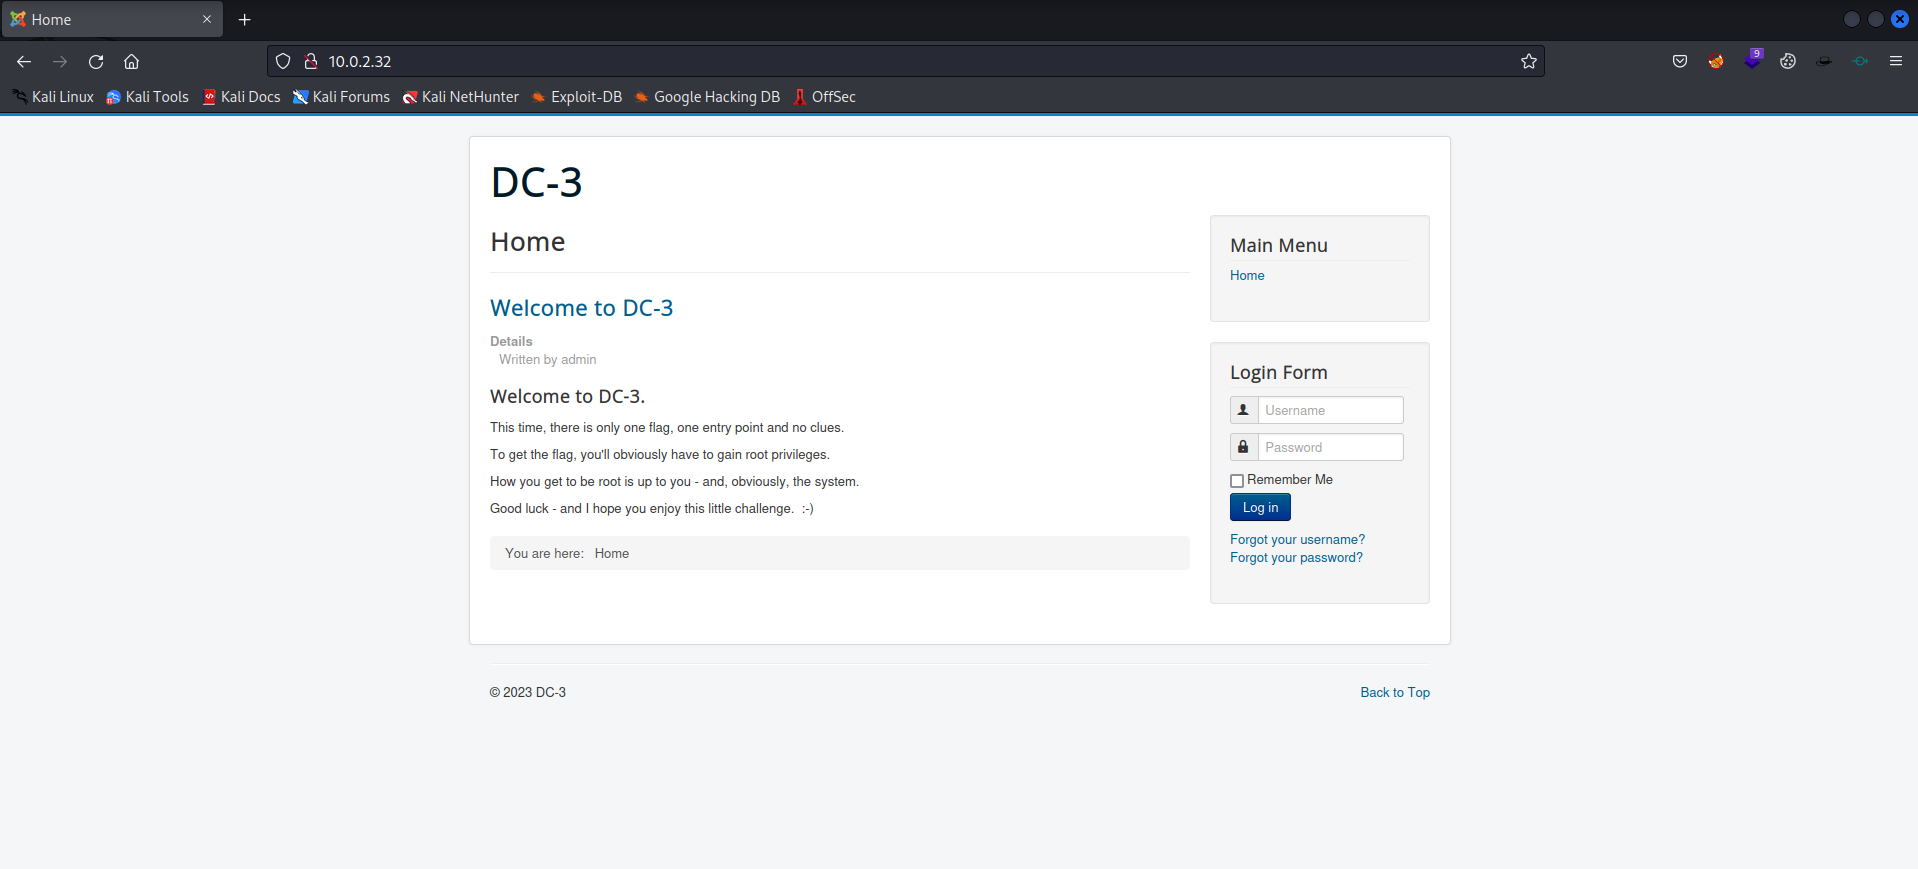 Home
10.0.2.32
9
Kali Linux Kali Tools Kali Docs Kali Forums Kali NetHunter Exploit-DB Google Hacking DB OffSec
DC-3
Home
Welcome to DC-3
Details
Written by admin
Welcome to DC-3.
This time, there is only one flag, one entry point and no clues.
To get the flag, you'll obviously have to gain root privileges.
How you get to be root is up to you - and, obviously, the system.
Good luck - and I hope you enjoy this little challenge. :-)
You are here: Home
Main Menu
Home
Login Form
Username
Password
Remember Me
Log in
Forgot your username?
Forgot your password?
© 2023 DC-3
Back to Top